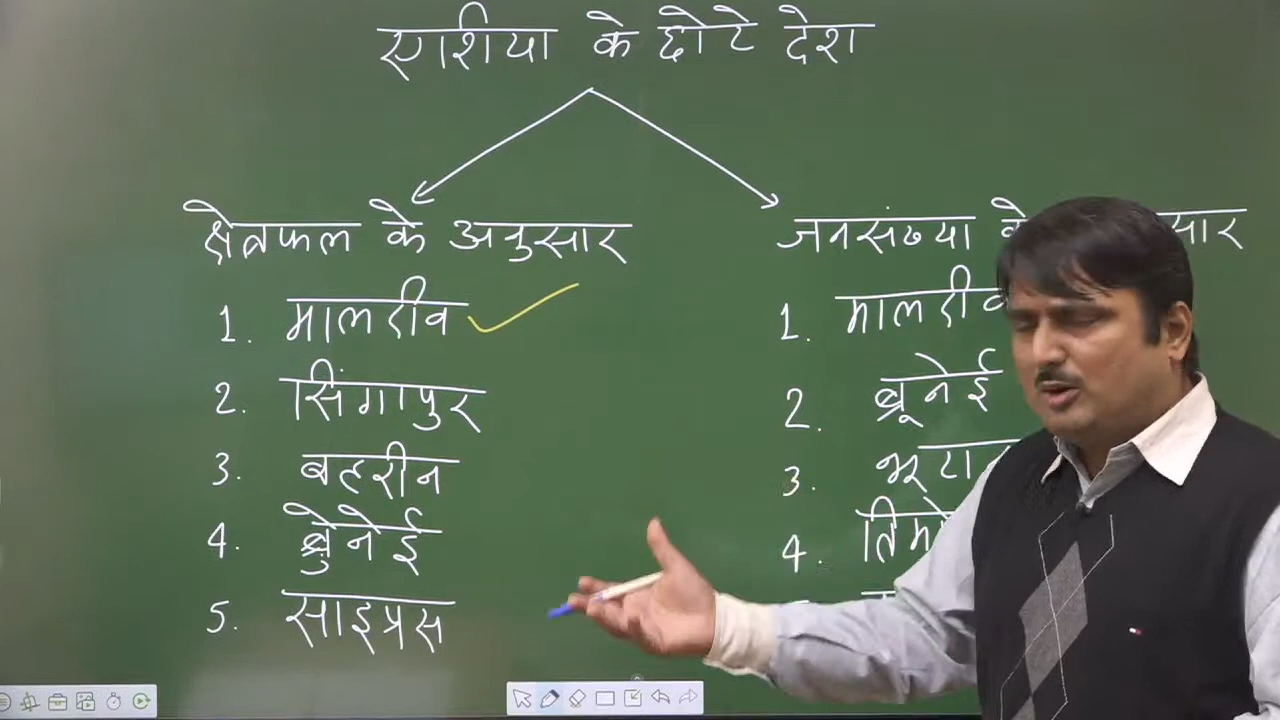 एशिया के छोटे देश
क्षेत्रफल के अनुसार
1. मालदीव
2. सिंगापुर
3. बहरीन
4. ब्रुनेई
5. साइप्रस
जनसंख्या
1. मालदीव
2. ब्रूनेई
3.
4.